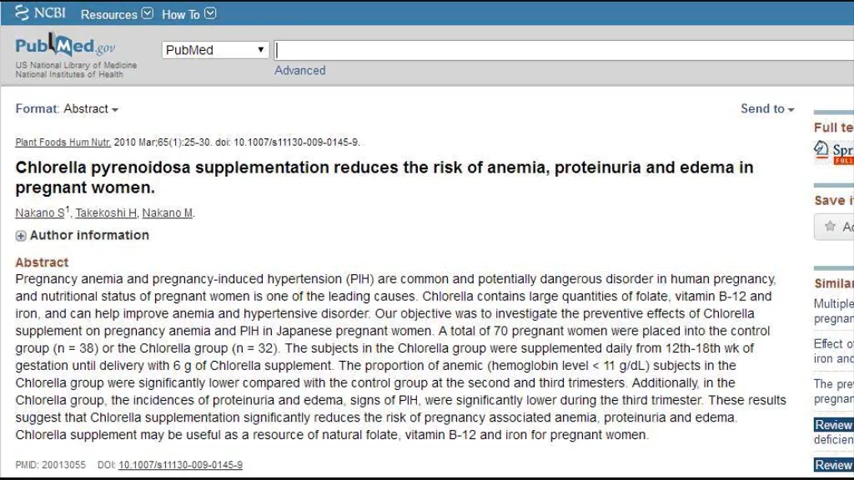 NCBI Resources How To
PubMed.gov
US National Library of Medicine
National Institutes of Health
PubMed
Advanced
Format: Abstract
Send to
Plant Foods Hum Nutr. 2010 Mar;65(1):25-30. doi: 10.1007/s11130-009-0145-9.
Chlorella pyrenoidosa supplementation reduces the risk of anemia, proteinuria and edema in
pregnant women.
Nakano S1, Takekoshi H, Nakano M.
Author information
Abstract
Pregnancy anemia and pregnancy-induced hypertension (PIH) are common and potentially dangerous disorder in human pregnancy,
and nutritional status of pregnant women is one of the leading causes. Chlorella contains large quantities of folate, vitamin B-12 and
iron, and can help improve anemia and hypertensive disorder. Our objective was to investigate the preventive effects of Chlorella
supplement on pregnancy anemia and PIH in Japanese pregnant women. A total of 70 pregnant women were placed into the control
group (n = 38) or the Chlorella group (n = 32). The subjects in the Chlorella group were supplemented daily from 12th-18th wk of
gestation until delivery with 6 g of Chlorella supplement. The proportion of anemic (hemoglobin level < 11 g/dL) subjects in the
Chlorella group were significantly lower compared with the control group at the second and third trimesters. Additionally, in the
Chlorella group, the incidences of proteinuria and edema, signs of PIH, were significantly lower during the third trimester. These results
suggest that Chlorella supplementation significantly reduces the risk of pregnancy associated anemia, proteinuria and edema.
Chlorella supplement may be useful as a resource of natural folate, vitamin B-12 and iron for pregnant women.
PMID: 20013055 DOI: 10.1007/s11130-009-0145-9
Full te
Spr
FULL
Save i
Ad
Similar
Multiple
pregnan
Effect o
iron and
The pre
pregnan
Review
deficien
Review